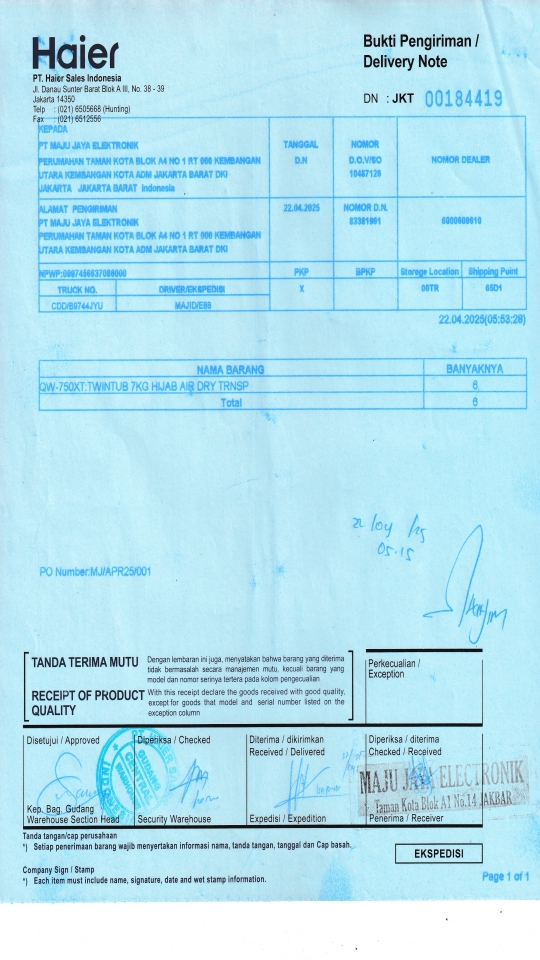 Haier
PT. Haier Sales Indonesia
Jl. Danau Sunter Barat Blok A III, No. 38 - 39
Jakarta 14350
Telp : (021) 6505668 (Hunting)
Fax : (021) 6512556
Bukti Pengiriman /
Delivery Note
DN : JKT 00184419
KEPADA
PT MAJU JAYA ELEKTRONIK
PERUMAHAN TAMAN KOTA BLOK A4 NO 1 RT 006 KEMBANGAN
UTARA KEMBANGAN KOTA ADM JAKARTA BARAT DKI
JAKARTA JAKARTA BARAT Indonesia
TANGGAL
D.N
NOMOR
D.O.V/SO
10487126
NOMOR DEALER
ALAMAT PENGIRIMAN
PT MAJU JAYA ELEKTRONIK
PERUMAHAN TAMAN KOTA BLOK A4 NO 1 RT 006 KEMBANGAN
UTARA KEMBANGAN KOTA ADM JAKARTA BARAT DKI
22.04.2025
NOMOR D.N.
83381991
NPWP:
PKP
BPKP
Storege Location
Shipping Point
TRUCK NO.
DRIVER/EKSPEDISI
X
00TR
65D1
CDD/B9744JYU
MAJID/E88
22.04.2025(05:53:28)
NAMA BARANG
BANYAKNYA
QW-750XT:TWINTUB 7KG HIJAB AIR DRY TRNSP
6
Total
6
22/04/25
05.15
PO Number:MJ/APR25/001
TANDA TERIMA MUTU
Dengan lembaran ini juga, menyatakan bahwa barang yang diterima
tidak bermasalah secara manajemen mutu, kecuali barang yang
model dan nomor serinya tertera pada kolom pengecualian
RECEIPT OF PRODUCT
QUALITY
With this receipt declare the goods received with good quality,
except for goods that model and serial number listed on the
exception column
Perkecualian /
Exception
Disetujui / Approved
Diperiksa / Checked
Diterima / dikirimkan
Received / Delivered
Diperiksa / diterima
Checked / Received
GUDANG
CENTRAL
MAJU JAYA ELECTRONIK
Taman Kota Blok A1 No.14 JAKBAR
Kep. Bag. Gudang
Warehouse Section Head
Security Warehouse
Expedisi / Expedition
Penerima / Receiver
Tanda tangan/cap perusahaan
*) Setiap penerimaan barang wajib menyertakan informasi nama, tanda tangan, tanggal dan Cap basah.
EKSPEDISI
Company Sign / Stamp
*) Each item must include name, signature, date and wet stamp information.
Page 1 of 1